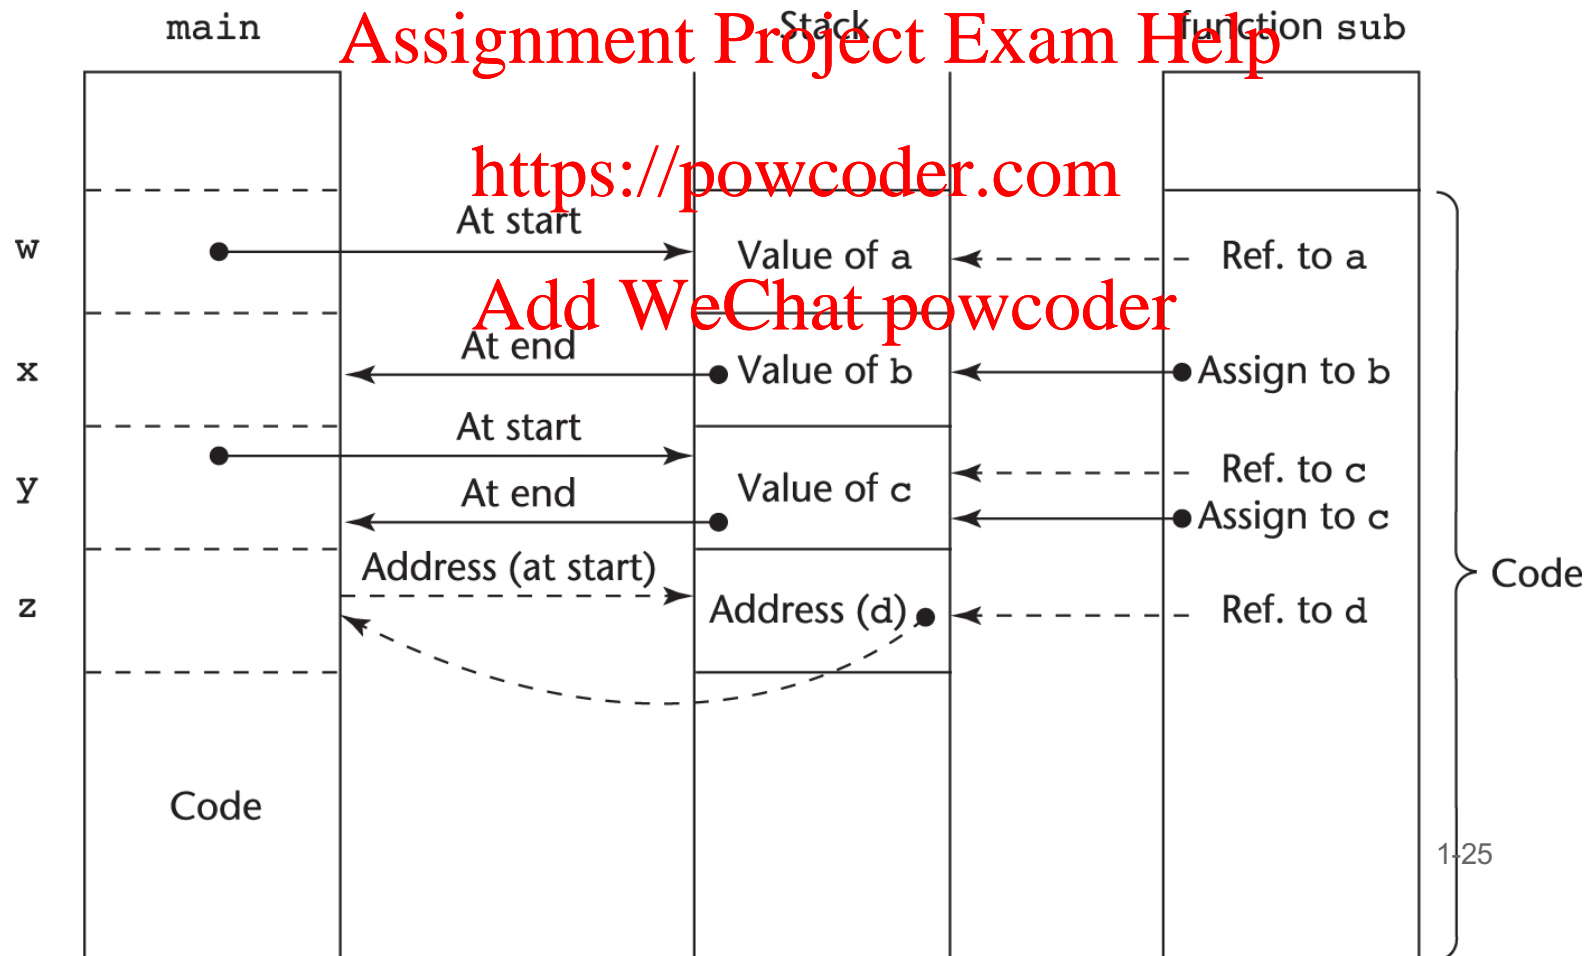 main Stack function sub
Assignment Project Exam Help
https://powcoder.com
At start
w Value of a Ref. to a
Add WeChat powcoder
At end
x Value of b Assign to b
At start
Ref. to c
y Value of c
At end Assign to c
Address (at start)
Code
z Address (d) Ref. to d
Code
1-25